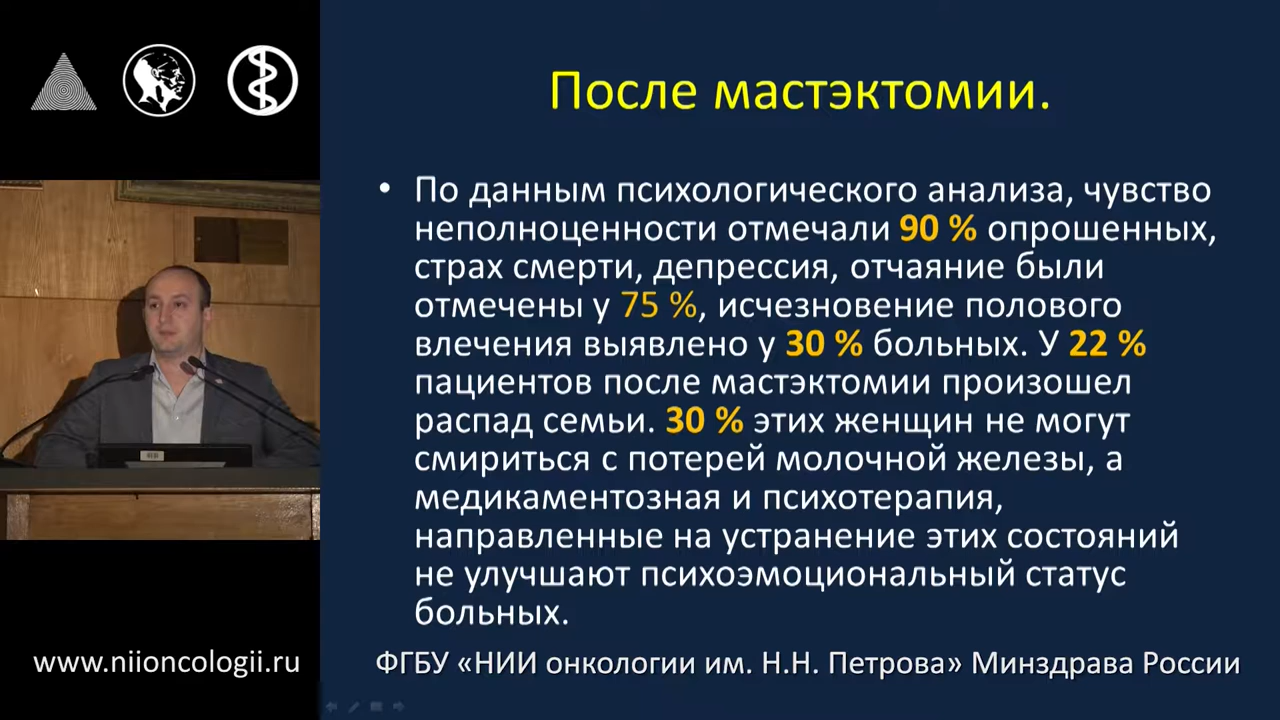 После мастэктомии.
• По данным психологического анализа, чувство
неполноценности отмечали 90 % опрошенных,
страх смерти, депрессия, отчаяние были
отмечены у 75 %, исчезновение полового
влечения выявлено у 30 % больных. У 22 %
пациентов после мастэктомии произошел
распад семьи. 30 % этих женщин не могут
смириться с потерей молочной железы, а
медикаментозная и психотерапия,
направленные на устранение этих состояний
не улучшают психоэмоциональный статус
больных.
www.niioncologii.ru
ФГБУ «НИИ онкологии им. Н.Н. Петрова» Минздрава России